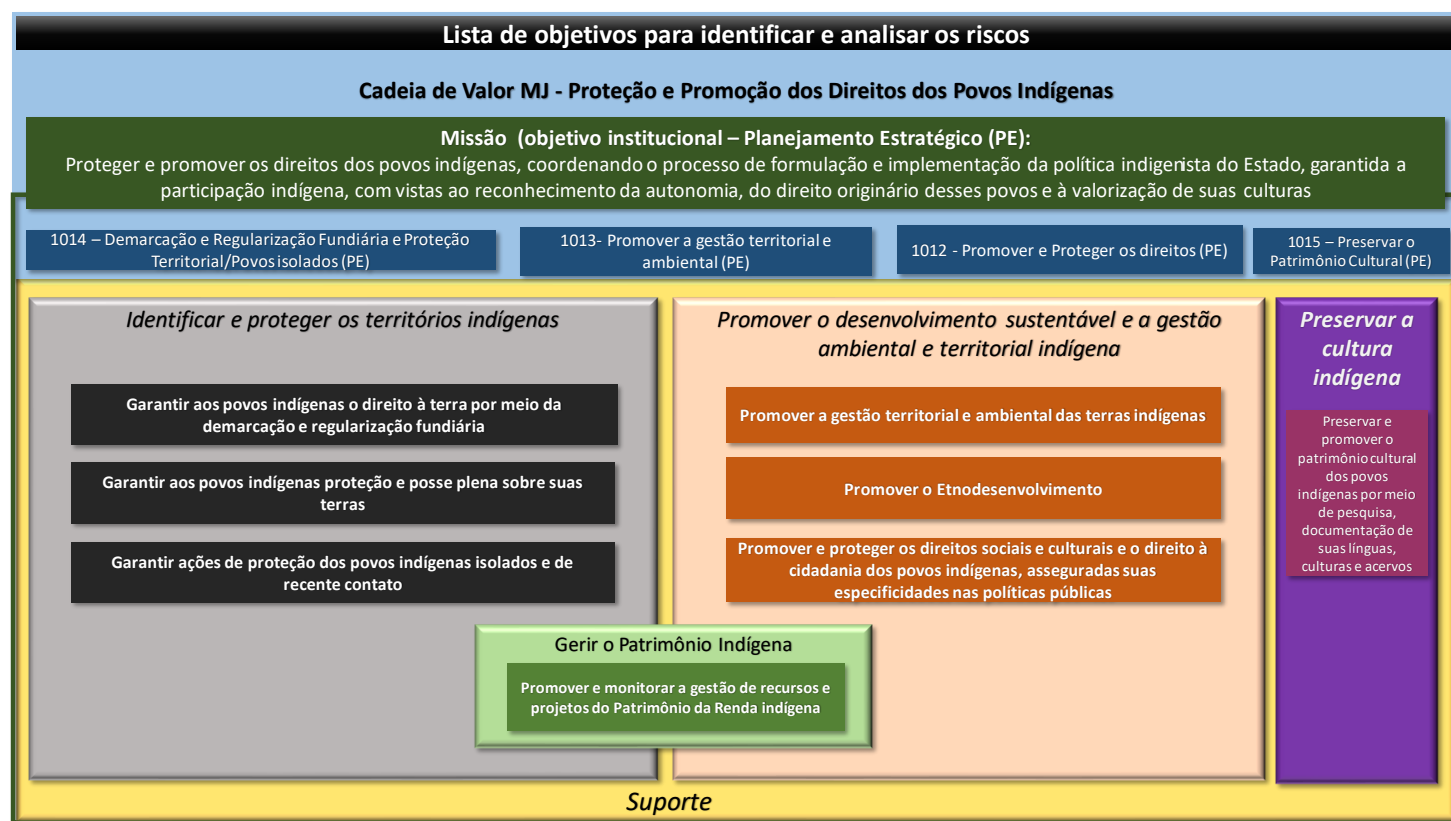 Lista de objetivos para identificar e analisar os riscos
Cadeia de Valor MJ - Proteção e Promoção dos Direitos dos Povos Indígenas
Missão (objetivo institucional – Planejamento Estratégico (PE):
Proteger e promover os direitos dos povos indígenas, coordenando o processo de formulação e implementação da política indigenista do Estado, garantida a
participação indígena, com vistas ao reconhecimento da autonomia, do direito originário desses povos e à valorização de suas culturas
1014 – Demarcação e Regularização Fundiária e Proteção
Territorial/Povos isolados (PE)
1013- Promover a gestão territorial e
ambiental (PE)
1012 - Promover e Proteger os direitos (PE)
1015 – Preservar o
Patrimônio Cultural (PE)
Identificar e proteger os territórios indígenas
Garantir aos povos indígenas o direito à terra por meio da
demarcação e regularização fundiária
Garantir aos povos indígenas proteção e posse plena sobre suas
terras
Garantir ações de proteção dos povos indígenas isolados e de
recente contato
Promover o desenvolvimento sustentável e a gestão
ambiental e territorial indígena
Promover a gestão territorial e ambiental das terras indígenas
Promover o Etnodesenvolvimento
Promover e proteger os direitos sociais e culturais e o direito à
cidadania dos povos indígenas, asseguradas suas
especificidades nas políticas públicas
Preservar a
cultura
indígena
Preservar e
promover o
patrimônio cultural
dos povos
indígenas por meio
de pesquisa,
documentação de
suas línguas,
culturas e acervos
Gerir o Patrimônio Indígena
Promover e monitorar a gestão de recursos e
projetos do Patrimônio da Renda indígena
Suporte